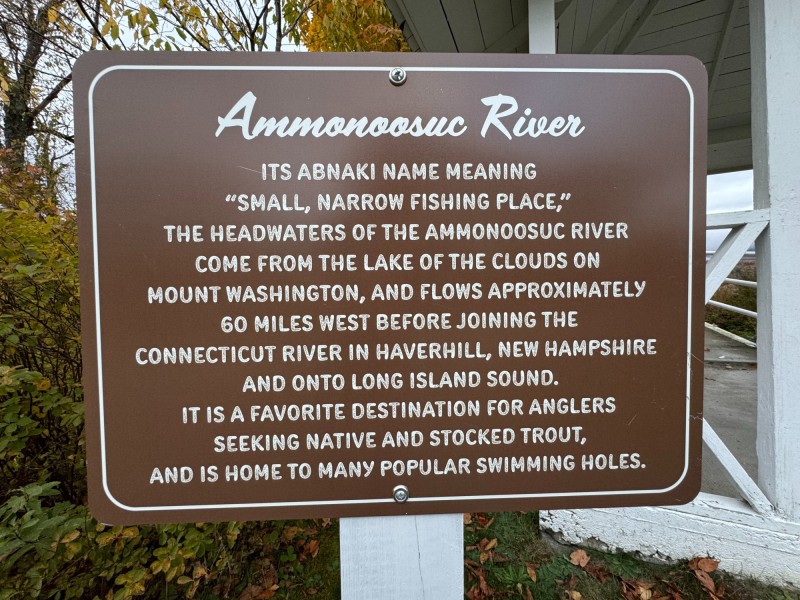 Ammonoosuc River
ITS ABNAKI NAME MEANING
“SMALL, NARROW FISHING PLACE,”
THE HEADWATERS OF THE AMMONOOSUC RIVER
COME FROM THE LAKE OF THE CLOUDS ON
MOUNT WASHINGTON, AND FLOWS APPROXIMATELY
60 MILES WEST BEFORE JOINING THE
CONNECTICUT RIVER IN HAVERHILL, NEW HAMPSHIRE
AND ONTO LONG ISLAND SOUND.
IT IS A FAVORITE DESTINATION FOR ANGLERS
SEEKING NATIVE AND STOCKED TROUT,
AND IS HOME TO MANY POPULAR SWIMMING HOLES.